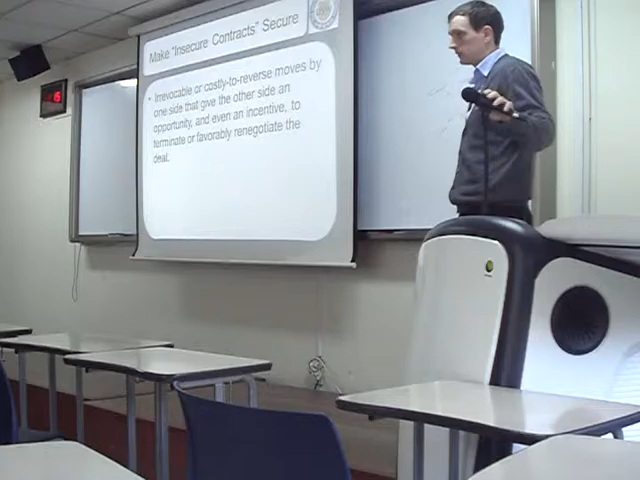 Make "Insecure Contracts" Secure
• Irrevocable or costly-to-reverse moves by
one side that give the other side an
opportunity, and even an incentive, to
terminate or favorably renegotiate the
deal.